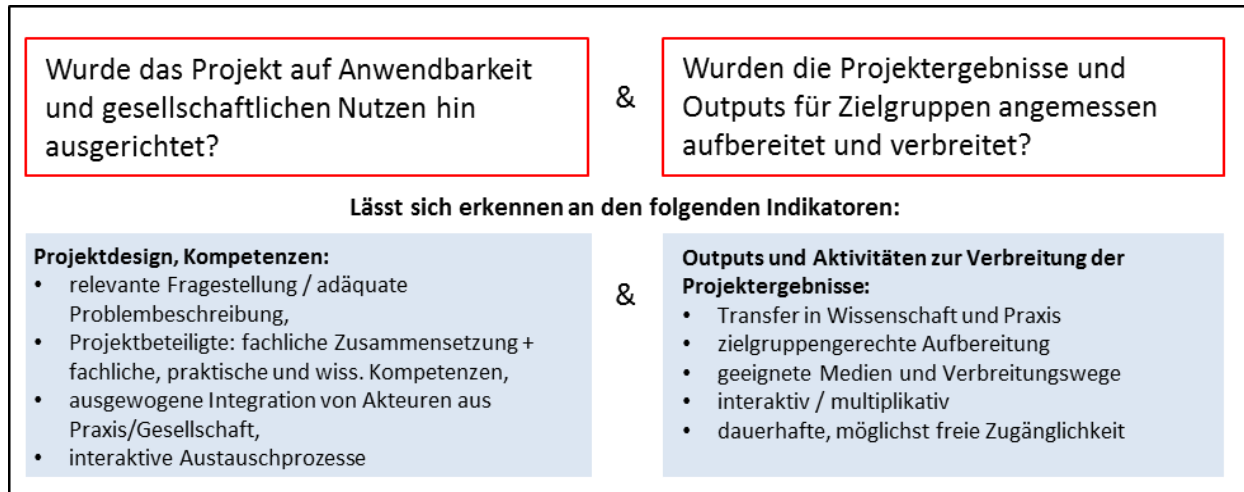 Wurde das Projekt auf Anwendbarkeit
und gesellschaftlichen Nutzen hin
ausgerichtet?
&
Wurden die Projektergebnisse und
Outputs für Zielgruppen angemessen
aufbereitet und verbreitet?
Lässt sich erkennen an den folgenden Indikatoren:
Projektdesign, Kompetenzen:
• relevante Fragestellung / adäquate
Problembeschreibung,
• Projektbeteiligte: fachliche Zusammensetzung +
fachliche, praktische und wiss. Kompetenzen,
• ausgewogene Integration von Akteuren aus
Praxis/Gesellschaft,
• interaktive Austauschprozesse
&
Outputs und Aktivitäten zur Verbreitung der
Projektergebnisse:
• Transfer in Wissenschaft und Praxis
• zielgruppengerechte Aufbereitung
• geeignete Medien und Verbreitungswege
• interaktiv / multiplikativ
• dauerhafte, möglichst freie Zugänglichkeit